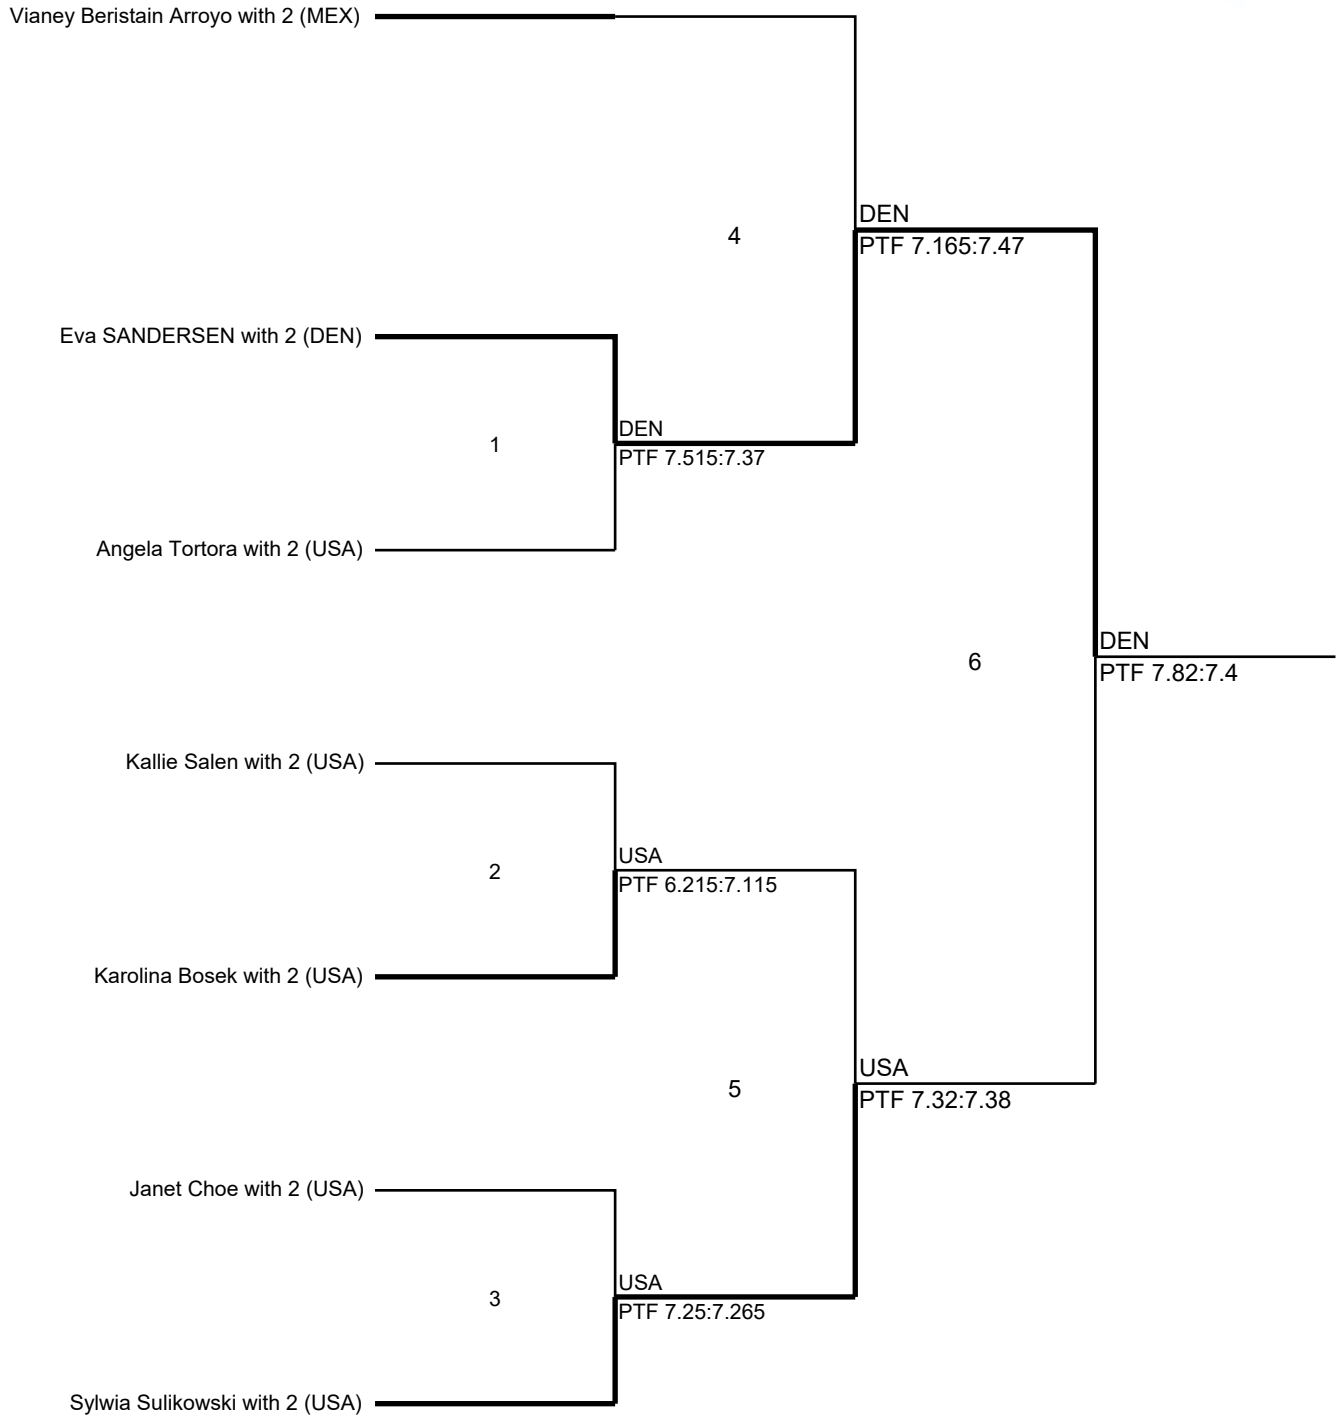 Vianey Beristain Arroyo with 2 (MEX)
DEN
4
PTF 7.165:7.47
Eva SANDERSEN with 2 (DEN)
DEN
1
PTF 7.515:7.37
Angela Tortora with 2 (USA)
DEN
6
PTF 7.82:7.4
Kallie Salen with 2 (USA)
USA
2
PTF 6.215:7.115
Karolina Bosek with 2 (USA)
USA
5
PTF 7.32:7.38
Janet Choe with 2 (USA)
USA
3
PTF 7.25:7.265
Sylwia Sulikowski with 2 (USA)